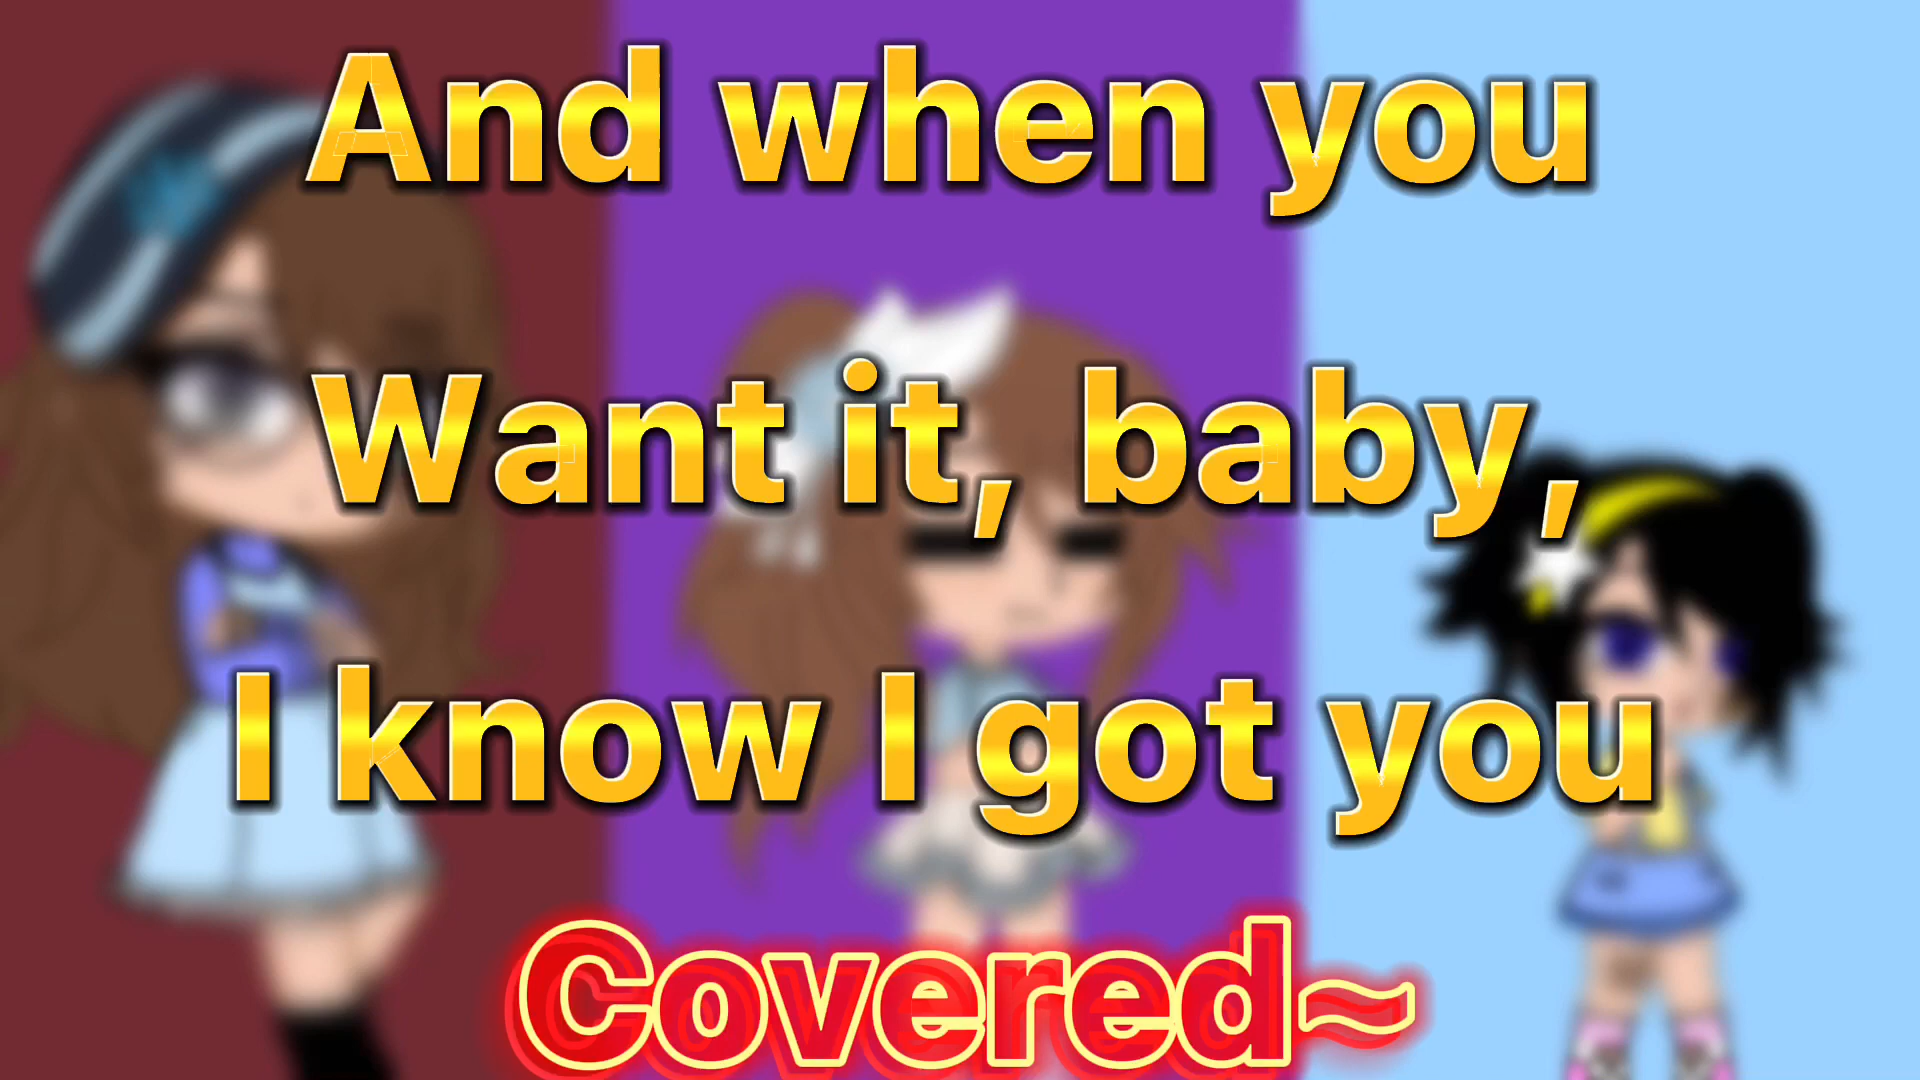 And when you
Want it, baby,
I know I got you
Covered~